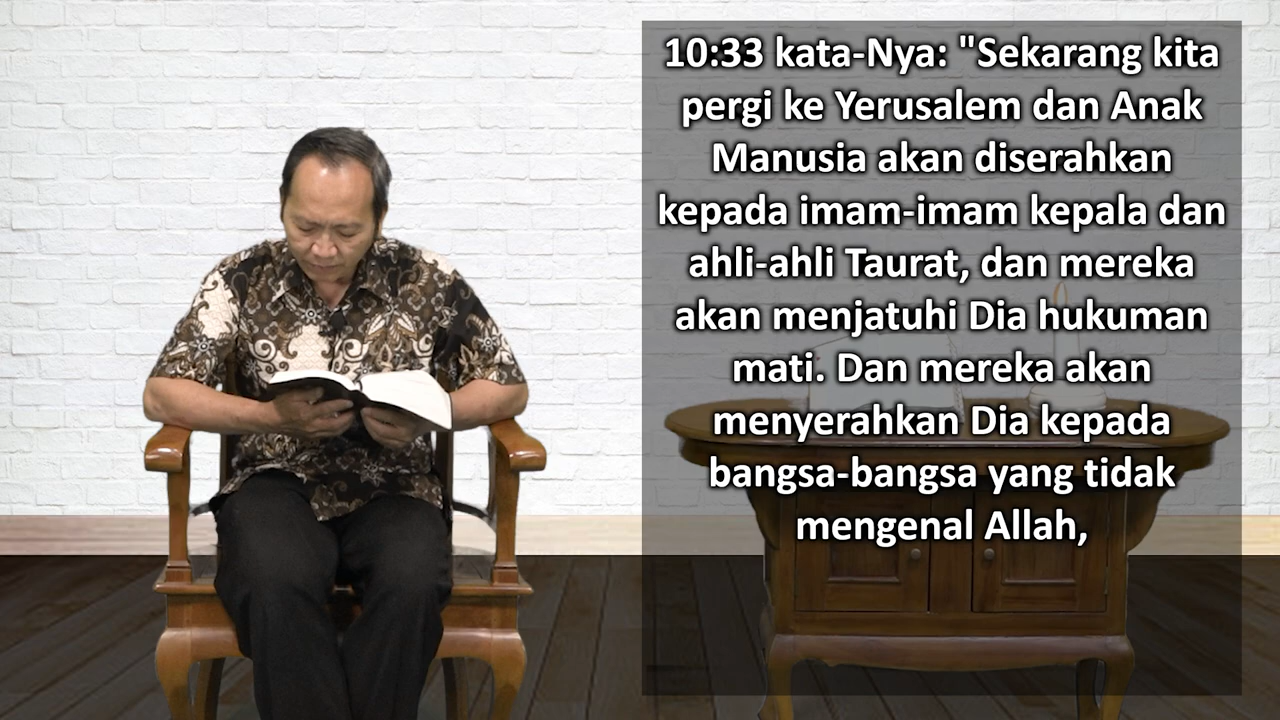 10:33 kata-Nya: "Sekarang kita
pergi ke Yerusalem dan Anak
Manusia akan diserahkan
kepada imam-imam kepala dan
ahli-ahli Taurat, dan mereka
akan menjatuhi Dia hukuman
mati. Dan mereka akan
menyerahkan Dia kepada
bangsa-bangsa yang tidak
mengenal Allah,